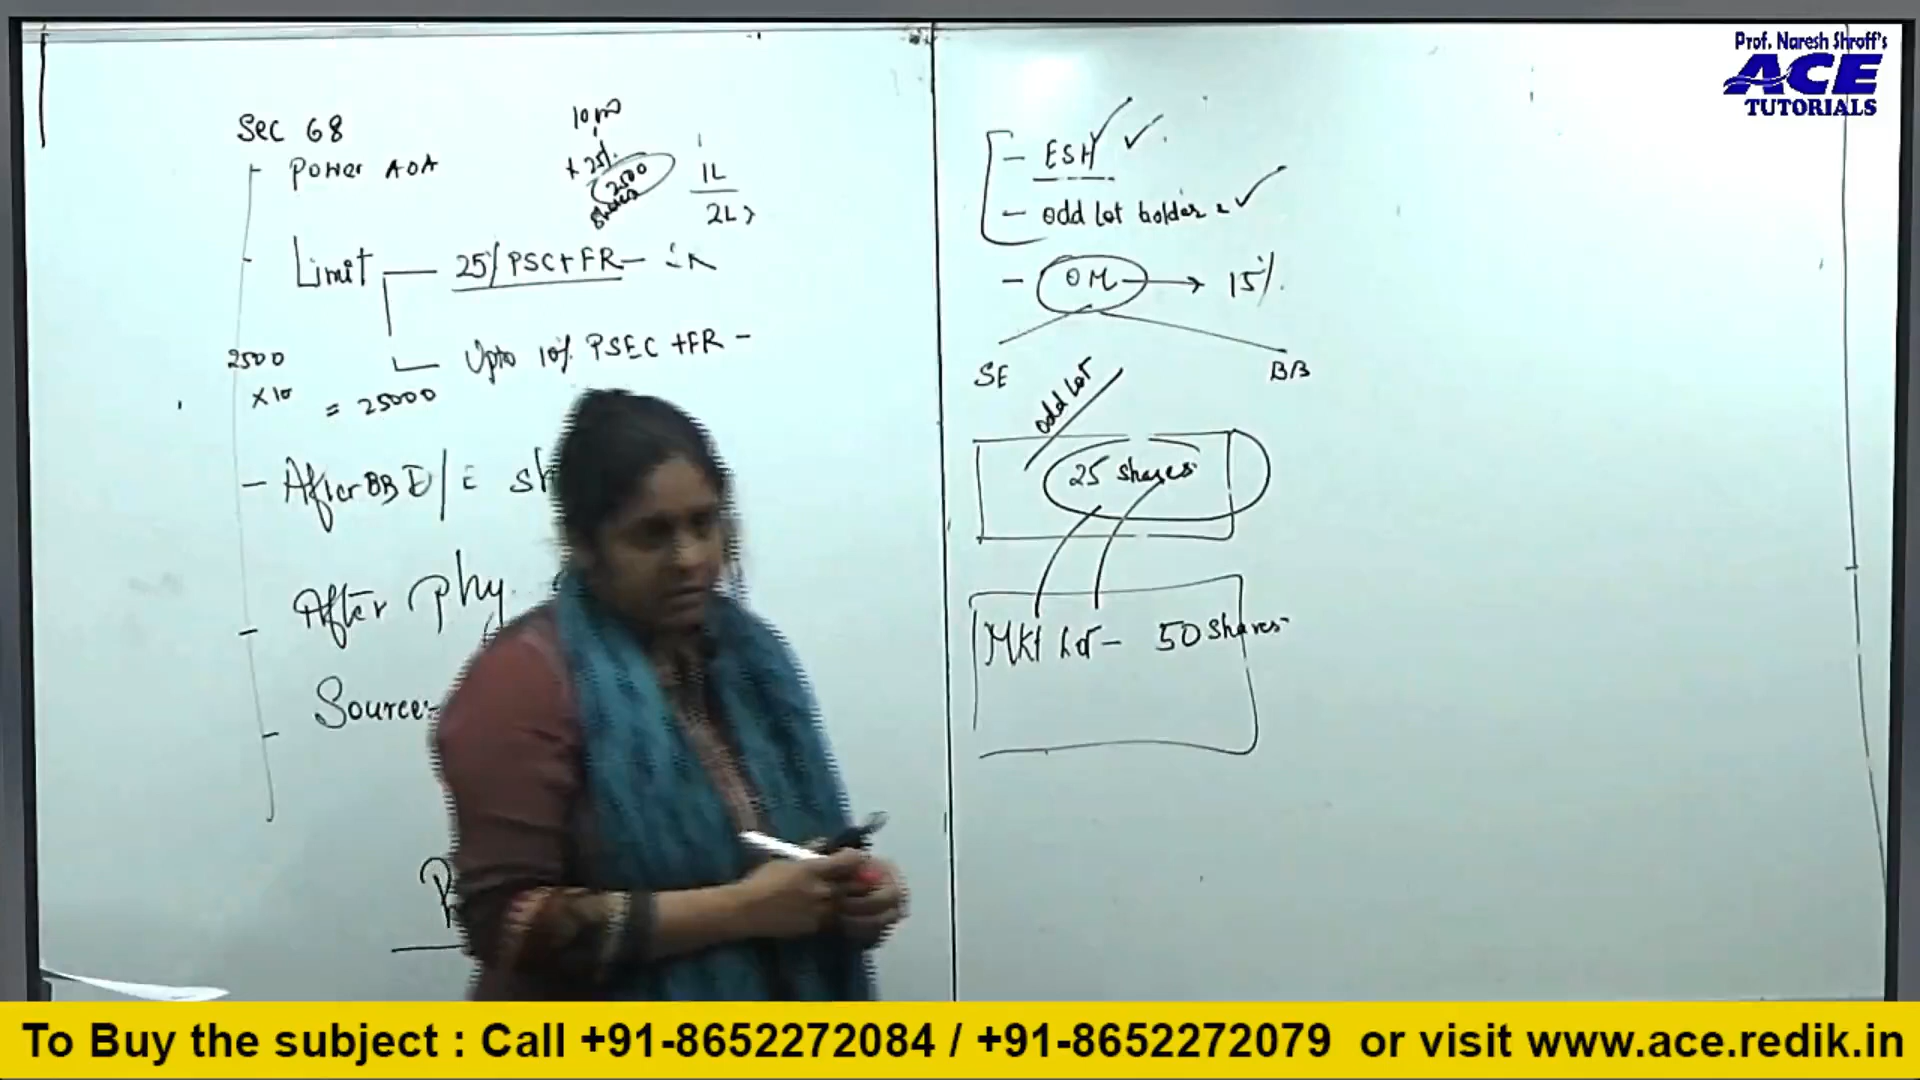 Prof. Naresh Shroff's
ACE
TUTORIALS
Sec 68
Power AOA
x 25%
2500
shares
1L
2L
Limit
25% PSC+FR-
Upto 10% PSEC +FR -
2500
x10
= 25000
- After BB D/E Sh
- After Phy.
Source:-
- ESH
- odd lot holder
- OM → 15%
SE
BB
odd Lot
25 shares
Mkt Lot - 50 shares
To Buy the subject : Call +91-8652272084 / +91-8652272079 or visit www.ace.redik.in